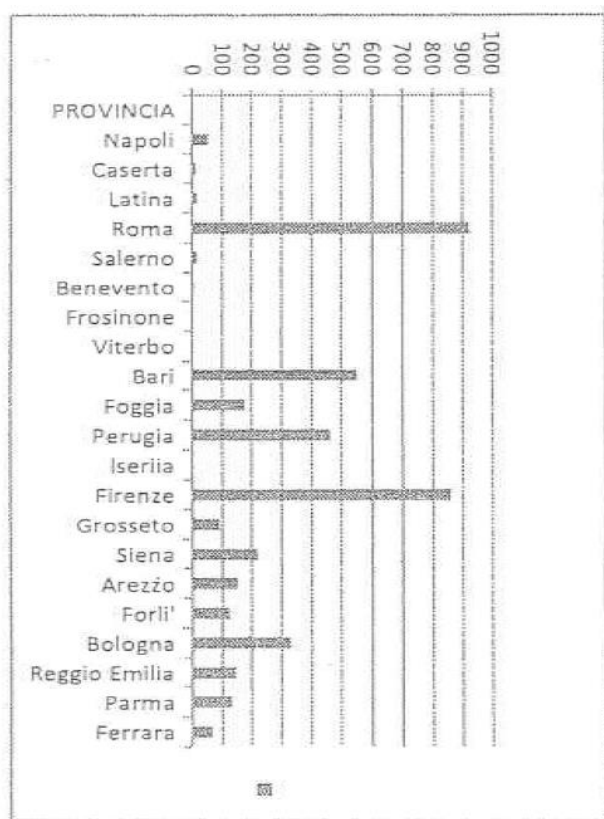 0
100
200
300
400
500
600
700
800
900
1000
PROVINCIA
Napoli
Caserta
Latina
Roma
Salerno
Benevento
Frosinone
Viterbo
Bari
Foggia
Perugia
Iseriia
Firenze
Grosseto
Siena
Arezzo
Forli'
Bologna
Reggio Emilia
Parma
Ferrara